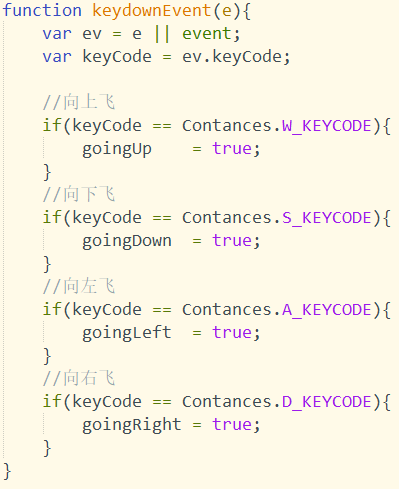 function keydownEvent(e){
    var ev = e || event;
    var keyCode = ev.keyCode;

    //向上飞
    if(keyCode == Contances.W_KEYCODE){
        goingUp    = true;
    }
    //向下飞
    if(keyCode == Contances.S_KEYCODE){
        goingDown  = true;
    }
    //向左飞
    if(keyCode == Contances.A_KEYCODE){
        goingLeft  = true;
    }
    //向右飞
    if(keyCode == Contances.D_KEYCODE){
        goingRight = true;
    }
}